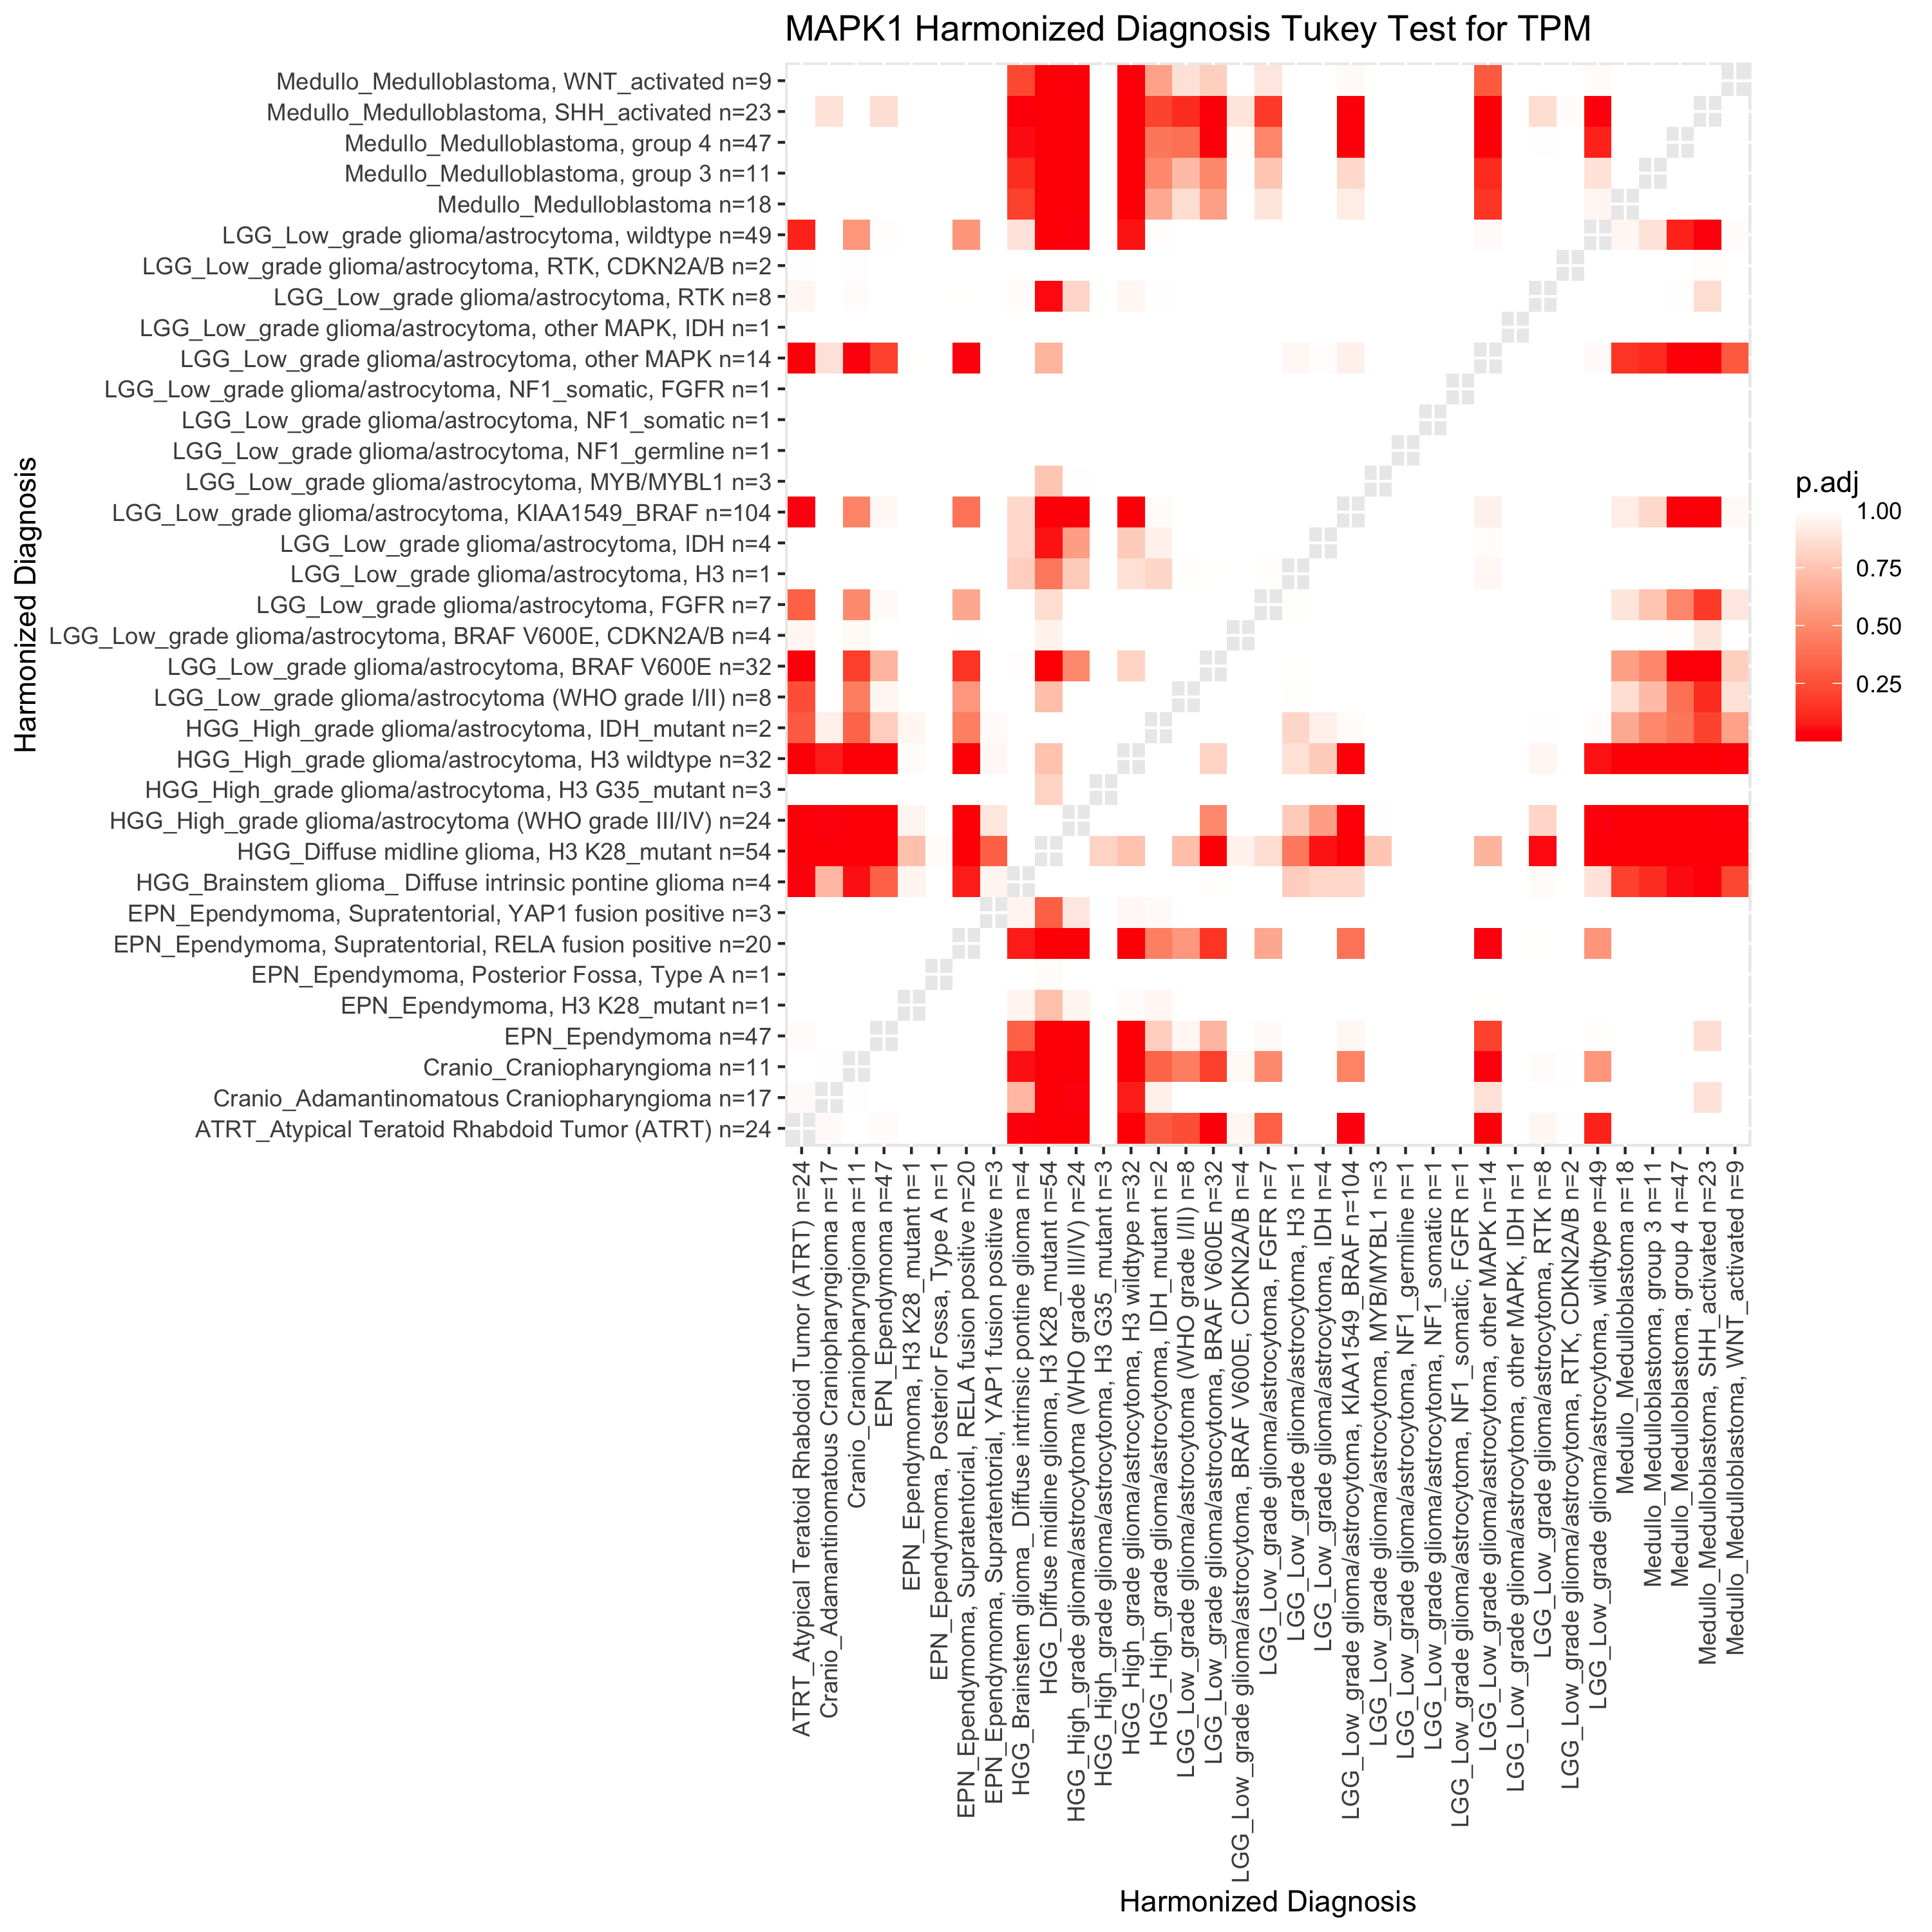 MAPK1 Harmonized Diagnosis Tukey Test for TPM
Harmonized Diagnosis
Medullo_Medulloblastoma, WNT_activated n=9
Medullo_Medulloblastoma, SHH_activated n=23
Medullo_Medulloblastoma, group 4 n=47
Medullo_Medulloblastoma, group 3 n=11
Medullo_Medulloblastoma n=18
LGG_Low_grade glioma/astrocytoma, wildtype n=49
LGG_Low_grade glioma/astrocytoma, RTK, CDKN2A/B n=2
LGG_Low_grade glioma/astrocytoma, RTK n=8
LGG_Low_grade glioma/astrocytoma, other MAPK, IDH n=1
LGG_Low_grade glioma/astrocytoma, other MAPK n=14
LGG_Low_grade glioma/astrocytoma, NF1_somatic, FGFR n=1
LGG_Low_grade glioma/astrocytoma, NF1_somatic n=1
LGG_Low_grade glioma/astrocytoma, NF1_germline n=1
LGG_Low_grade glioma/astrocytoma, MYB/MYBL1 n=3
LGG_Low_grade glioma/astrocytoma, KIAA1549_BRAF n=104
LGG_Low_grade glioma/astrocytoma, IDH n=4
LGG_Low_grade glioma/astrocytoma, H3 n=1
LGG_Low_grade glioma/astrocytoma, FGFR n=7
LGG_Low_grade glioma/astrocytoma, BRAF V600E, CDKN2A/B n=4
LGG_Low_grade glioma/astrocytoma, BRAF V600E n=32
LGG_Low_grade glioma/astrocytoma (WHO grade I/II) n=8
HGG_High_grade glioma/astrocytoma, IDH_mutant n=2
HGG_High_grade glioma/astrocytoma, H3 wildtype n=32
HGG_High_grade glioma/astrocytoma, H3 G35_mutant n=3
HGG_High_grade glioma/astrocytoma (WHO grade III/IV) n=24
HGG_Diffuse midline glioma, H3 K28_mutant n=54
HGG_Brainstem glioma_ Diffuse intrinsic pontine glioma n=4
EPN_Ependymoma, Supratentorial, YAP1 fusion positive n=3
EPN_Ependymoma, Supratentorial, RELA fusion positive n=20
EPN_Ependymoma, Posterior Fossa, Type A n=1
EPN_Ependymoma, H3 K28_mutant n=1
EPN_Ependymoma n=47
Cranio_Craniopharyngioma n=11
Cranio_Adamantinomatous Craniopharyngioma n=17
ATRT_Atypical Teratoid Rhabdoid Tumor (ATRT) n=24
ATRT_Atypical Teratoid Rhabdoid Tumor (ATRT) n=24
Cranio_Adamantinomatous Craniopharyngioma n=17
Cranio_Craniopharyngioma n=11
EPN_Ependymoma n=47
EPN_Ependymoma, H3 K28_mutant n=1
EPN_Ependymoma, Posterior Fossa, Type A n=1
EPN_Ependymoma, Supratentorial, RELA fusion positive n=20
EPN_Ependymoma, Supratentorial, YAP1 fusion positive n=3
HGG_Brainstem glioma_ Diffuse intrinsic pontine glioma n=4
HGG_Diffuse midline glioma, H3 K28_mutant n=54
HGG_High_grade glioma/astrocytoma (WHO grade III/IV) n=24
HGG_High_grade glioma/astrocytoma, H3 G35_mutant n=3
HGG_High_grade glioma/astrocytoma, H3 wildtype n=32
HGG_High_grade glioma/astrocytoma, IDH_mutant n=2
LGG_Low_grade glioma/astrocytoma (WHO grade I/II) n=8
LGG_Low_grade glioma/astrocytoma, BRAF V600E n=32
LGG_Low_grade glioma/astrocytoma, BRAF V600E, CDKN2A/B n=4
LGG_Low_grade glioma/astrocytoma, FGFR n=7
LGG_Low_grade glioma/astrocytoma, H3 n=1
LGG_Low_grade glioma/astrocytoma, IDH n=4
LGG_Low_grade glioma/astrocytoma, KIAA1549_BRAF n=104
LGG_Low_grade glioma/astrocytoma, MYB/MYBL1 n=3
LGG_Low_grade glioma/astrocytoma, NF1_germline n=1
LGG_Low_grade glioma/astrocytoma, NF1_somatic n=1
LGG_Low_grade glioma/astrocytoma, NF1_somatic, FGFR n=1
LGG_Low_grade glioma/astrocytoma, other MAPK n=14
LGG_Low_grade glioma/astrocytoma, other MAPK, IDH n=1
LGG_Low_grade glioma/astrocytoma, RTK n=8
LGG_Low_grade glioma/astrocytoma, RTK, CDKN2A/B n=2
LGG_Low_grade glioma/astrocytoma, wildtype n=49
Medullo_Medulloblastoma n=18
Medullo_Medulloblastoma, group 3 n=11
Medullo_Medulloblastoma, group 4 n=47
Medullo_Medulloblastoma, SHH_activated n=23
Medullo_Medulloblastoma, WNT_activated n=9
Harmonized Diagnosis
p.adj
1.00
0.75
0.50
0.25